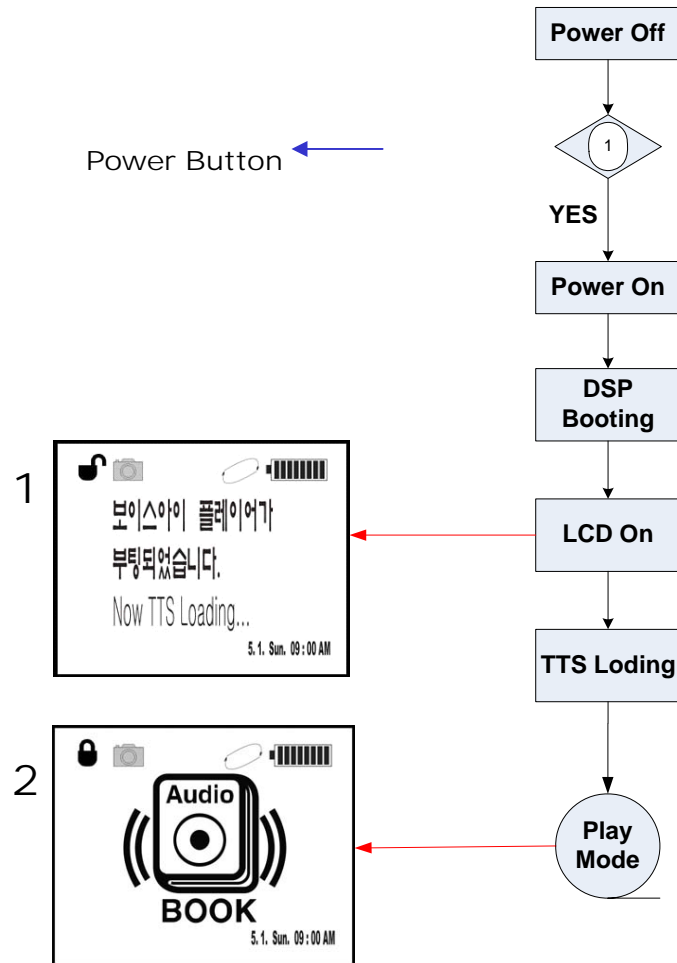 Power Off
1
Power Button
YES
Power On
DSP
Booting
1
보이스아이 플레이어가
부팅되었습니다.
Now TTS Loading...
5. 1. Sun. 09 : 00 AM
LCD On
TTS Loding
2
Audio
BOOK
5. 1. Sun. 09 : 00 AM
Play
Mode